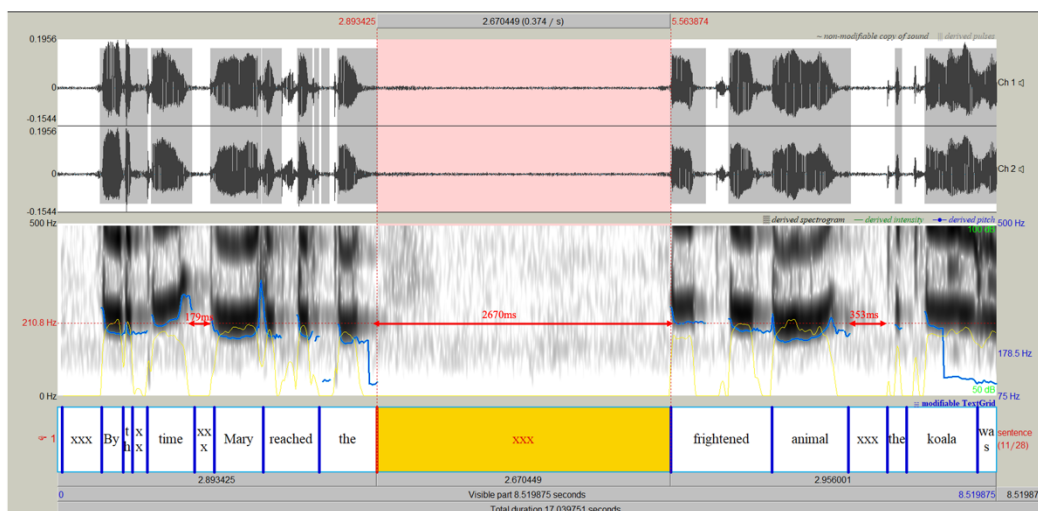 2.893425 2.670449 (0.374 / s) 5.563874
0.1956 ~ non-modifiable copy of sound ||| derived pulses
0 Ch 1
-0.1544
0.1956
0 Ch 2
-0.1544
500 Hz derived spectrogram — derived intensity derived pitch 500 Hz
100 dB
210.8 Hz 179ms 2670ms 353ms
178.5 Hz
50 dB
0 Hz 75 Hz
modifiable TextGrid
1 xxx By th xx time xxx Mary reached the xxx frightened animal xxx the koala was sentence (11/28)
2.893425 2.670449 2.956001
0 Visible part 8.519875 seconds 8.519875 8.51987
Total duration 17.039751 seconds